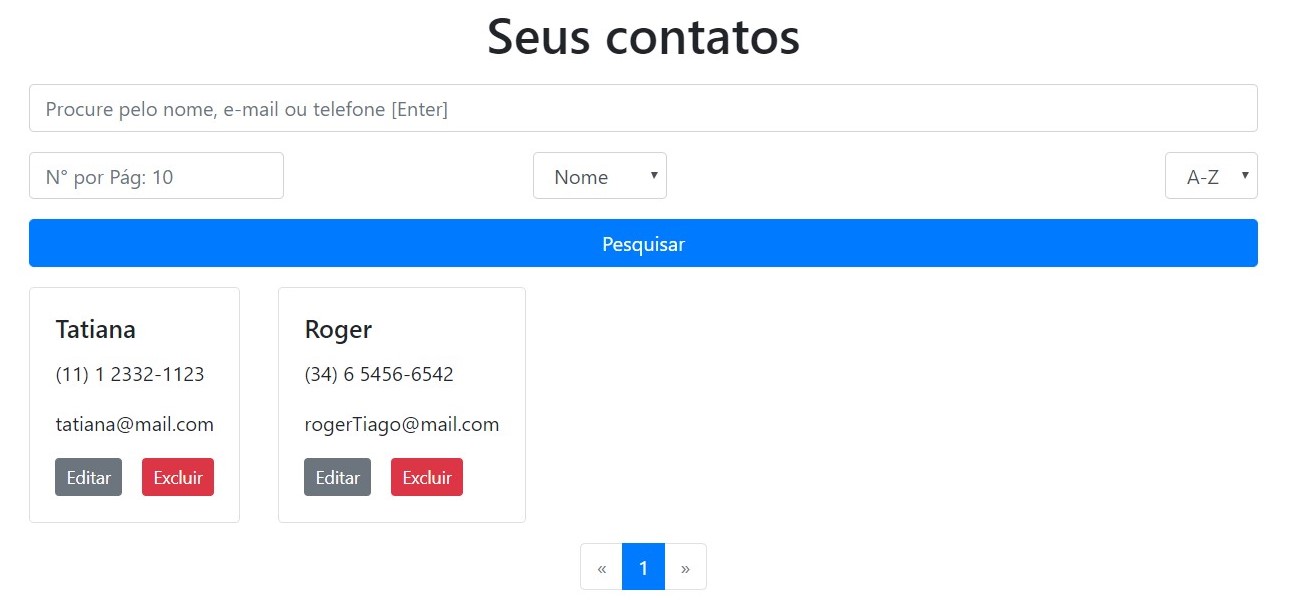 Seus contatos
Procure pelo nome, e-mail ou telefone [Enter]
N° por Pág: 10
Nome
A-Z
Pesquisar
Tatiana
(11) 1 2332-1123
tatiana@mail.com
Editar Excluir
Roger
(34) 6 5456-6542
rogerTiago@mail.com
Editar Excluir
« 1 »